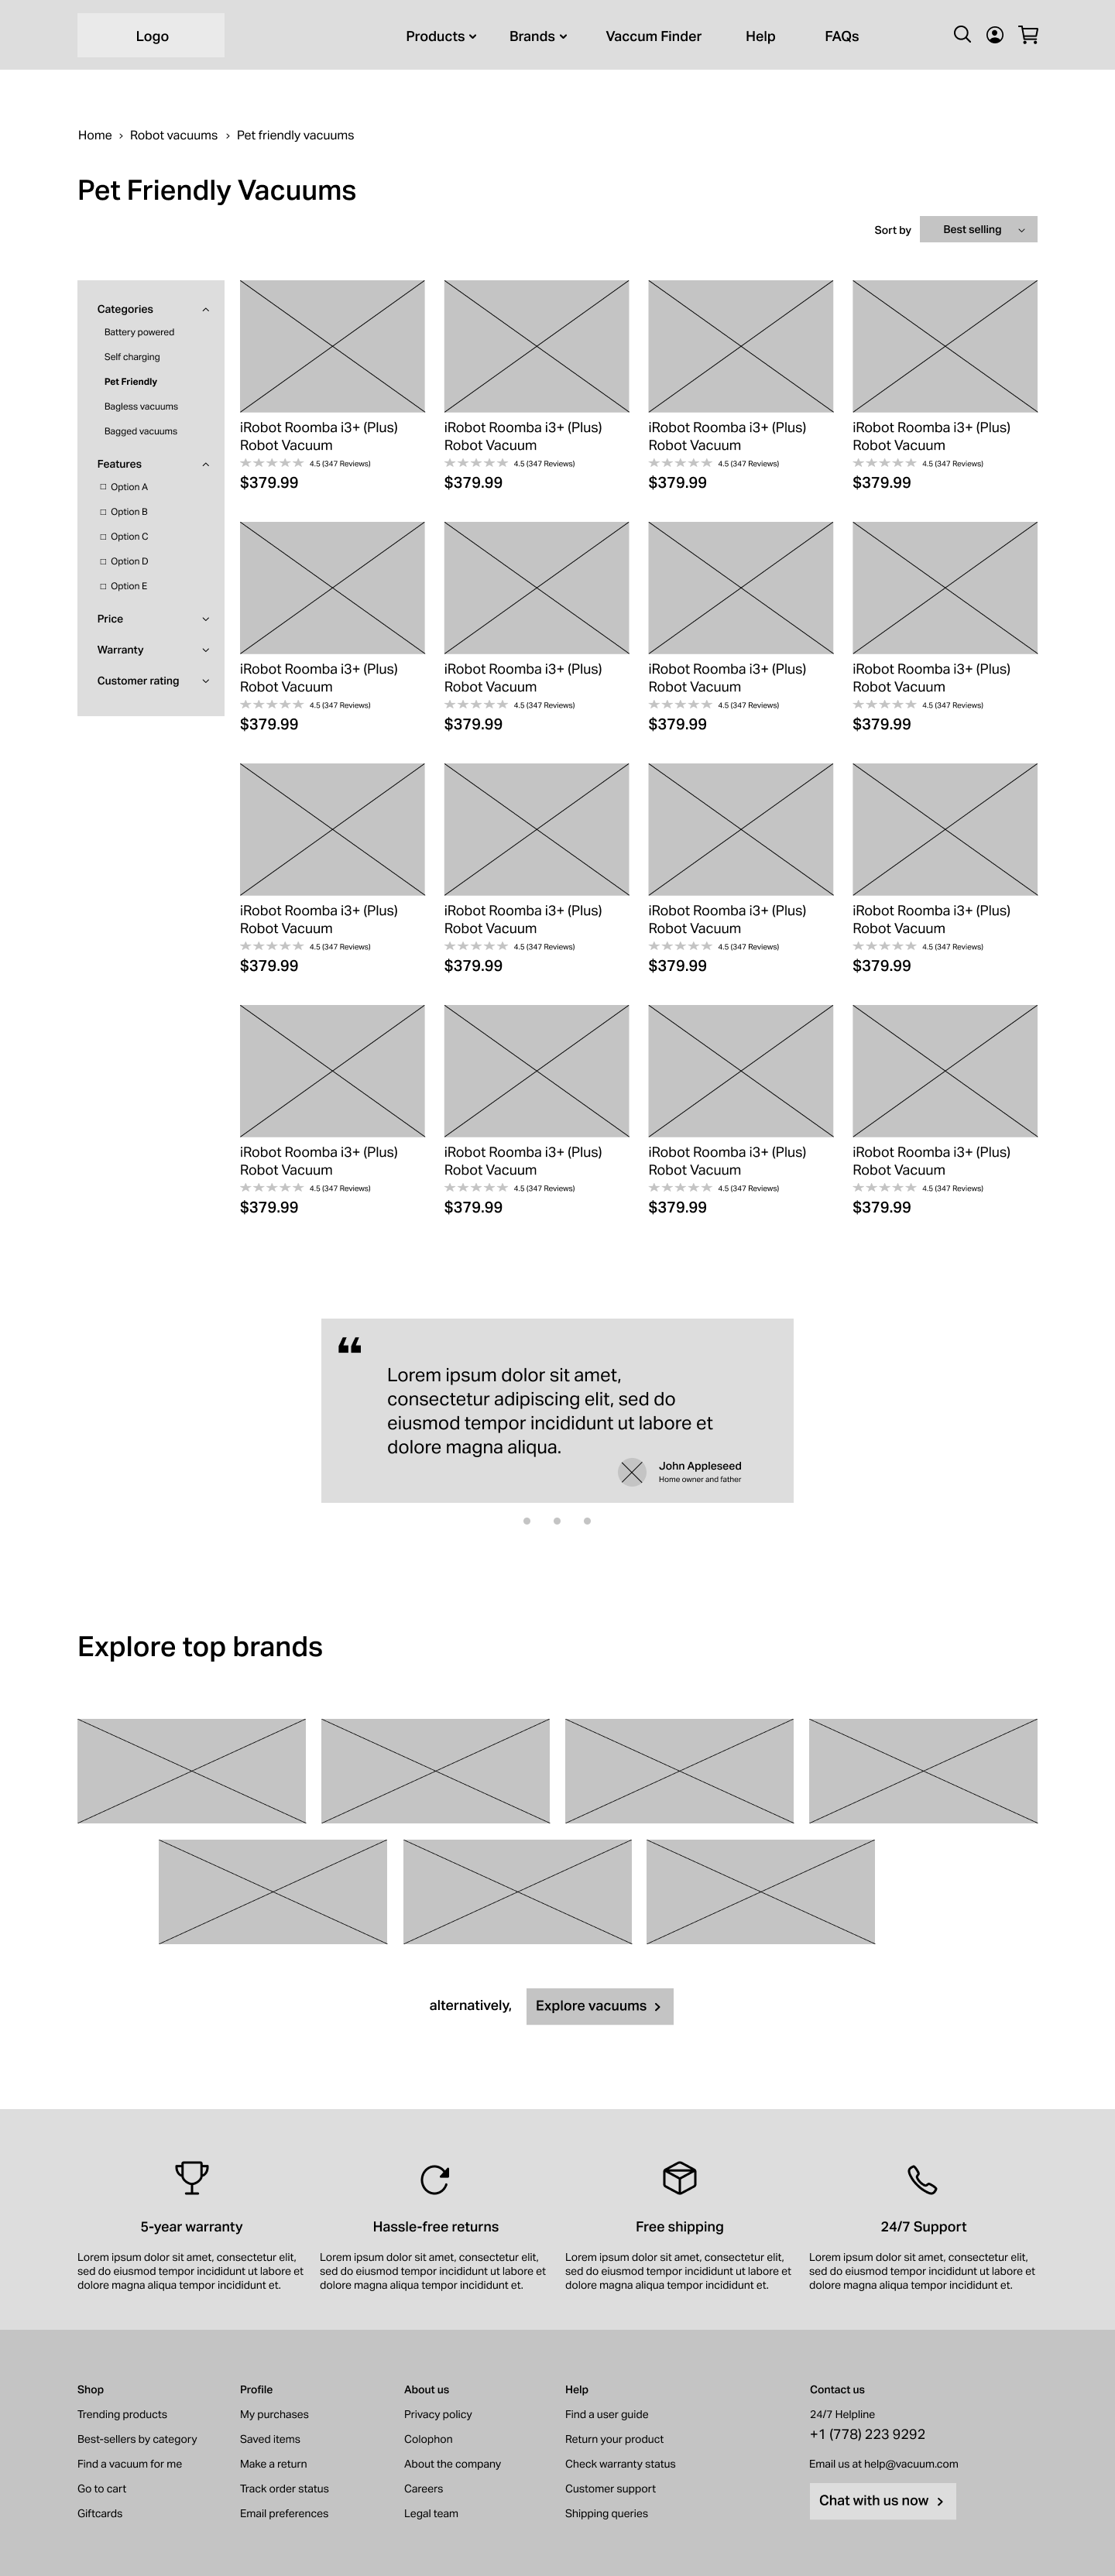 Logo
Products
Brands
Vaccum Finder
Help
FAQs
Home › Robot vacuums › Pet friendly vacuums
Pet Friendly Vacuums
Sort by
Best selling
Categories
Battery powered
Self charging
Pet Friendly
Bagless vacuums
Bagged vacuums
Features
Option A
Option B
Option C
Option D
Option E
Price
Warranty
Customer rating
iRobot Roomba i3+ (Plus)
Robot Vacuum
4.5 (347 Reviews)
$379.99
iRobot Roomba i3+ (Plus)
Robot Vacuum
4.5 (347 Reviews)
$379.99
iRobot Roomba i3+ (Plus)
Robot Vacuum
4.5 (347 Reviews)
$379.99
iRobot Roomba i3+ (Plus)
Robot Vacuum
4.5 (347 Reviews)
$379.99
iRobot Roomba i3+ (Plus)
Robot Vacuum
4.5 (347 Reviews)
$379.99
iRobot Roomba i3+ (Plus)
Robot Vacuum
4.5 (347 Reviews)
$379.99
iRobot Roomba i3+ (Plus)
Robot Vacuum
4.5 (347 Reviews)
$379.99
iRobot Roomba i3+ (Plus)
Robot Vacuum
4.5 (347 Reviews)
$379.99
iRobot Roomba i3+ (Plus)
Robot Vacuum
4.5 (347 Reviews)
$379.99
iRobot Roomba i3+ (Plus)
Robot Vacuum
4.5 (347 Reviews)
$379.99
iRobot Roomba i3+ (Plus)
Robot Vacuum
4.5 (347 Reviews)
$379.99
iRobot Roomba i3+ (Plus)
Robot Vacuum
4.5 (347 Reviews)
$379.99
iRobot Roomba i3+ (Plus)
Robot Vacuum
4.5 (347 Reviews)
$379.99
iRobot Roomba i3+ (Plus)
Robot Vacuum
4.5 (347 Reviews)
$379.99
iRobot Roomba i3+ (Plus)
Robot Vacuum
4.5 (347 Reviews)
$379.99
iRobot Roomba i3+ (Plus)
Robot Vacuum
4.5 (347 Reviews)
$379.99
“
Lorem ipsum dolor sit amet,
consectetur adipiscing elit, sed do
eiusmod tempor incididunt ut labore et
dolore magna aliqua.
John Appleseed
Home owner and father
Explore top brands
alternatively,
Explore vacuums
5-year warranty
Lorem ipsum dolor sit amet, consectetur elit,
sed do eiusmod tempor incididunt ut labore et
dolore magna aliqua tempor incididunt et.
Hassle-free returns
Lorem ipsum dolor sit amet, consectetur elit,
sed do eiusmod tempor incididunt ut labore et
dolore magna aliqua tempor incididunt et.
Free shipping
Lorem ipsum dolor sit amet, consectetur elit,
sed do eiusmod tempor incididunt ut labore et
dolore magna aliqua tempor incididunt et.
24/7 Support
Lorem ipsum dolor sit amet, consectetur elit,
sed do eiusmod tempor incididunt ut labore et
dolore magna aliqua tempor incididunt et.
Shop
Trending products
Best-sellers by category
Find a vacuum for me
Go to cart
Giftcards
Profile
My purchases
Saved items
Make a return
Track order status
Email preferences
About us
Privacy policy
Colophon
About the company
Careers
Legal team
Help
Find a user guide
Return your product
Check warranty status
Customer support
Shipping queries
Contact us
24/7 Helpline
+1 (778) 223 9292
Email us at help@vacuum.com
Chat with us now